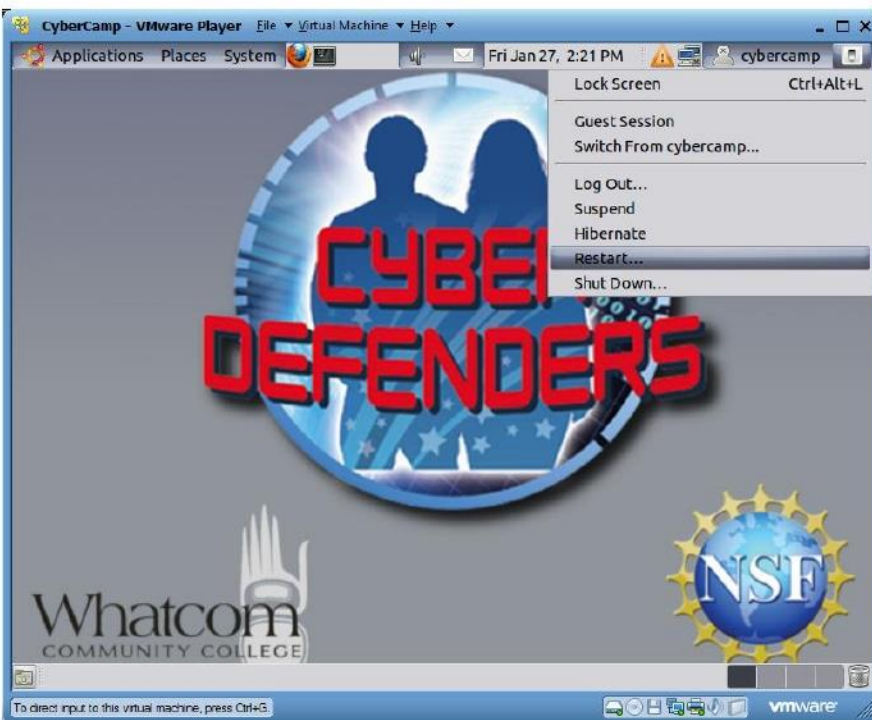 CyberCamp - VMware Player File Virtual Machine Help
Applications Places System Fri Jan 27, 2:21 PM cybercamp
Lock Screen Ctrl+Alt+L
Guest Session
Switch From cybercamp...
Log Out...
Suspend
Hibernate
Restart...
Shut Down...
CYBER
DEFENDERS
Whatcom
COMMUNITY COLLEGE
NSF
To direct input to this virtual machine, press Ctrl+G.
vmware